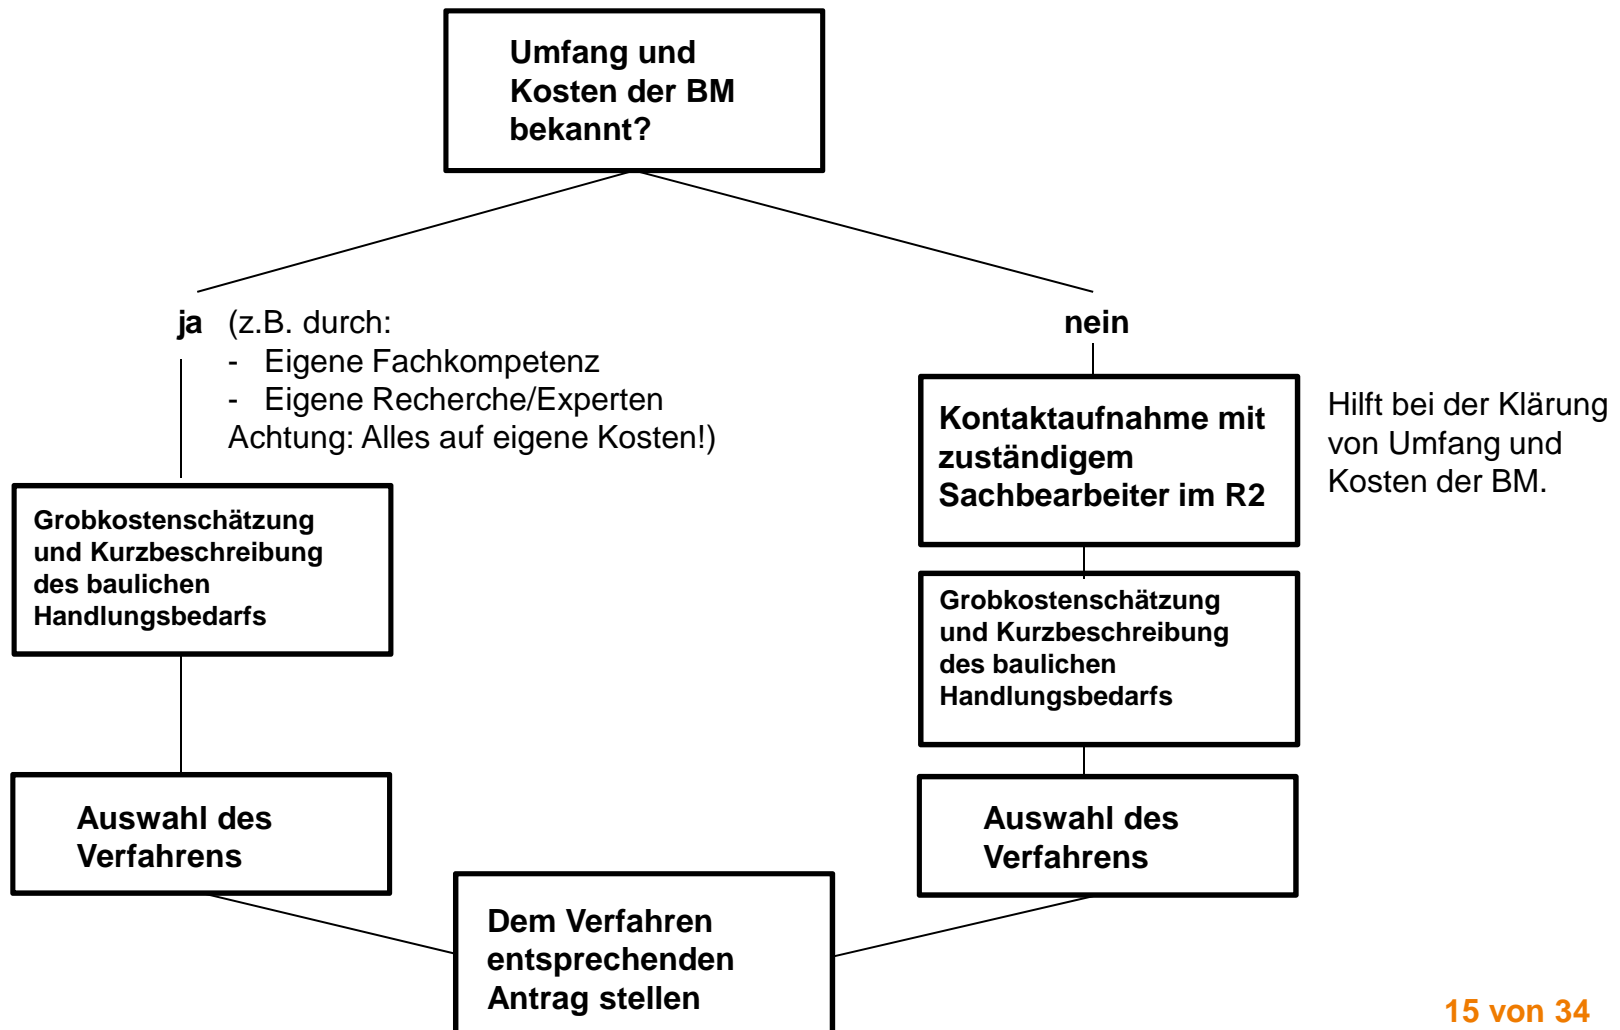 Umfang und
Kosten der BM
bekannt?
ja (z.B. durch:
- Eigene Fachkompetenz
- Eigene Recherche/Experten
Achtung: Alles auf eigene Kosten!)
nein
Kontaktaufnahme mit
zuständigem
Sachbearbeiter im R2
Hilft bei der Klärung
von Umfang und
Kosten der BM.
Grobkostenschätzung
und Kurzbeschreibung
des baulichen
Handlungsbedarfs
Grobkostenschätzung
und Kurzbeschreibung
des baulichen
Handlungsbedarfs
Auswahl des
Verfahrens
Auswahl des
Verfahrens
Dem Verfahren
entsprechenden
Antrag stellen
15 von 34